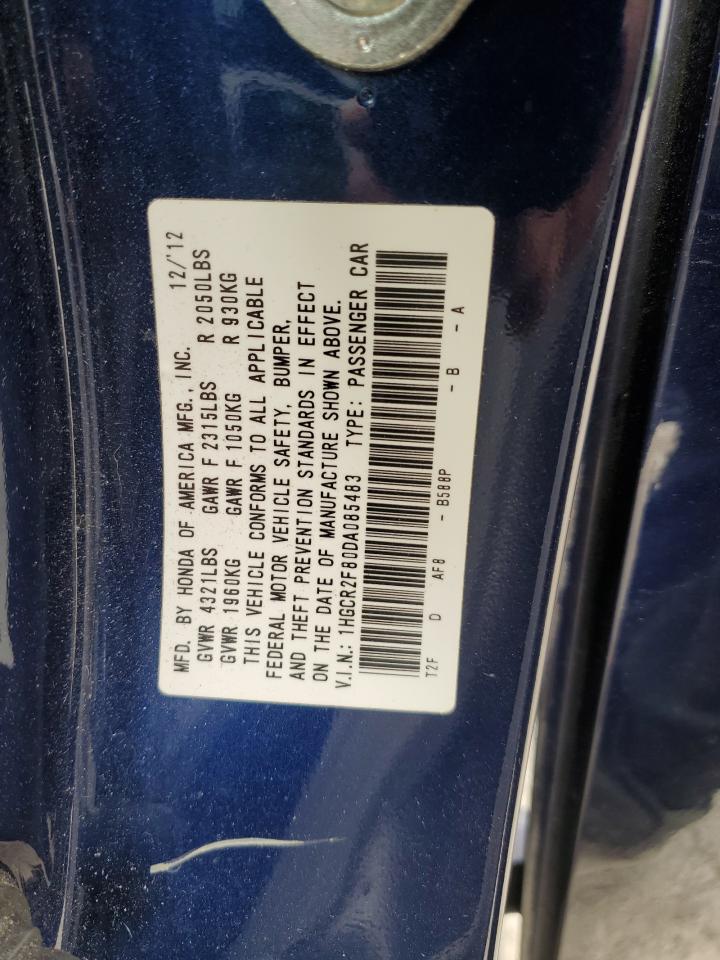 MFD. BY HONDA OF AMERICA MFG., INC. 12/'12
GVWR 4321LBS GAWR F 2315LBS R 2050LBS
GVWR 1960KG GAWR F 1050KG R 930KG
THIS VEHICLE CONFORMS TO ALL APPLICABLE
FEDERAL MOTOR VEHICLE SAFETY, BUMPER,
AND THEFT PREVENTION STANDARDS IN EFFECT
ON THE DATE OF MANUFACTURE SHOWN ABOVE.
V.I.N.: 1HGCR2F80DA085483 TYPE: PASSENGER CAR
T2F D AF8 - B588P - B - A